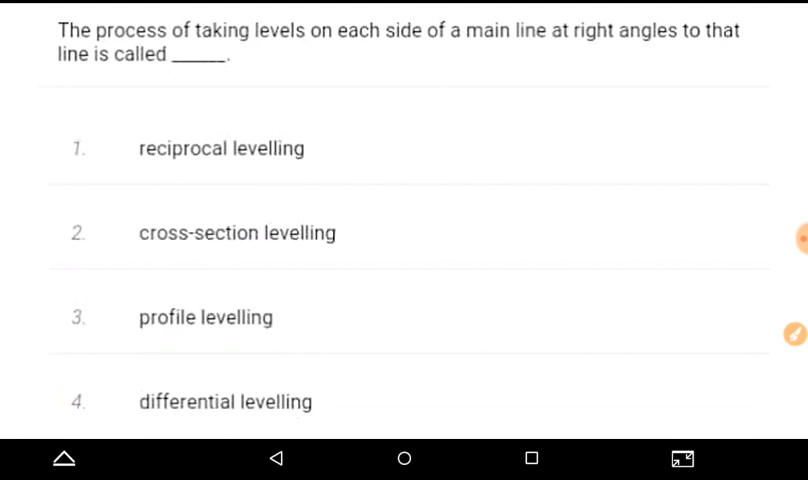 The process of taking levels on each side of a main line at right angles to that
line is called ______.
1. reciprocal levelling
2. cross-section levelling
3. profile levelling
4. differential levelling